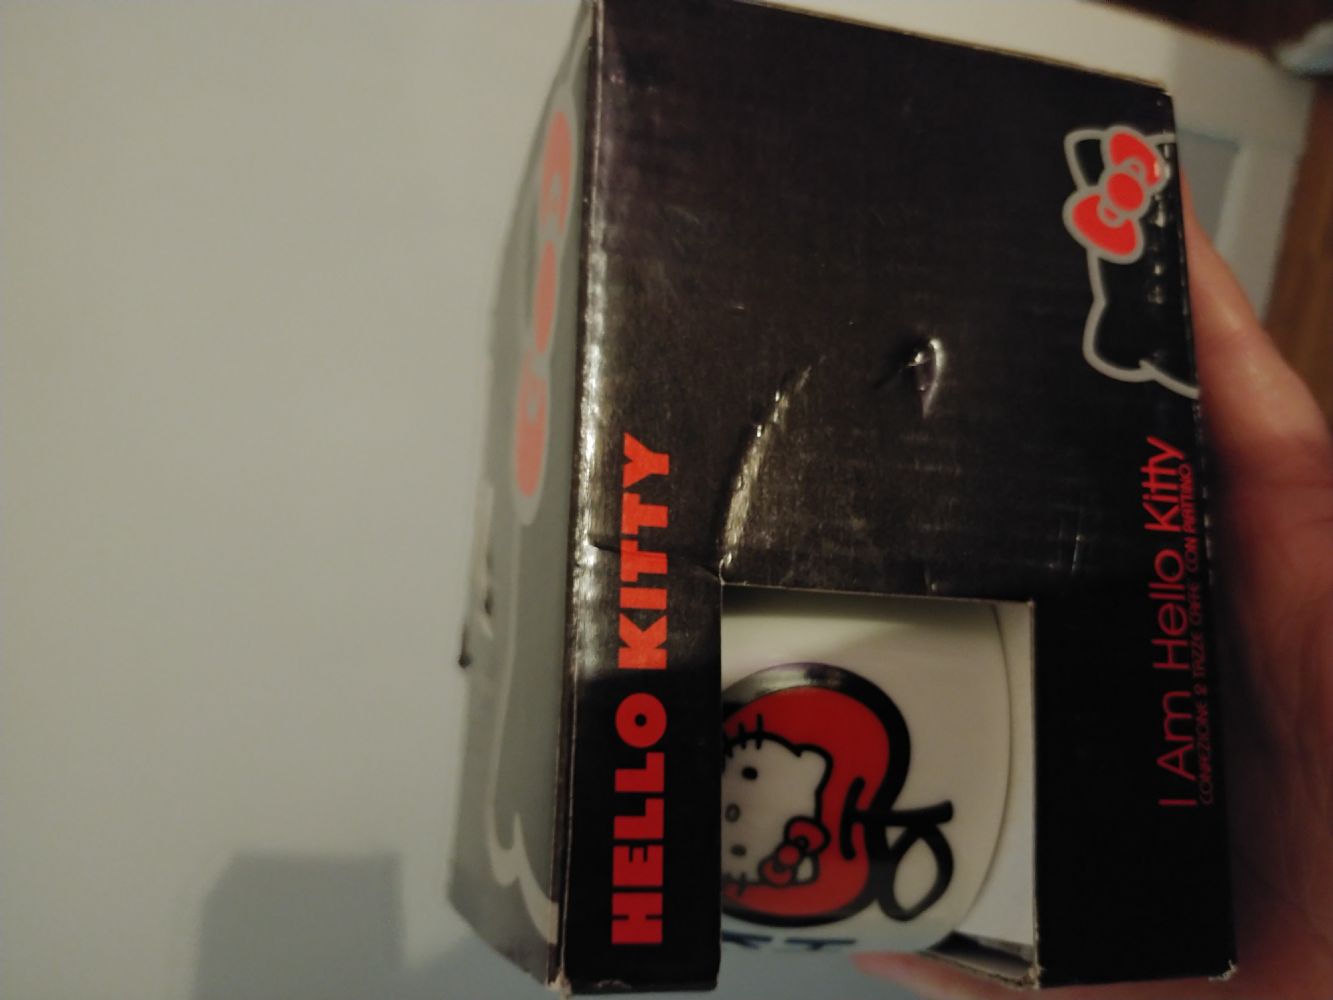 HELLO KITTY
I Am Hello Kitty
CONFEZIONE 2 TAZZE CAFFE' CON PIATTINO